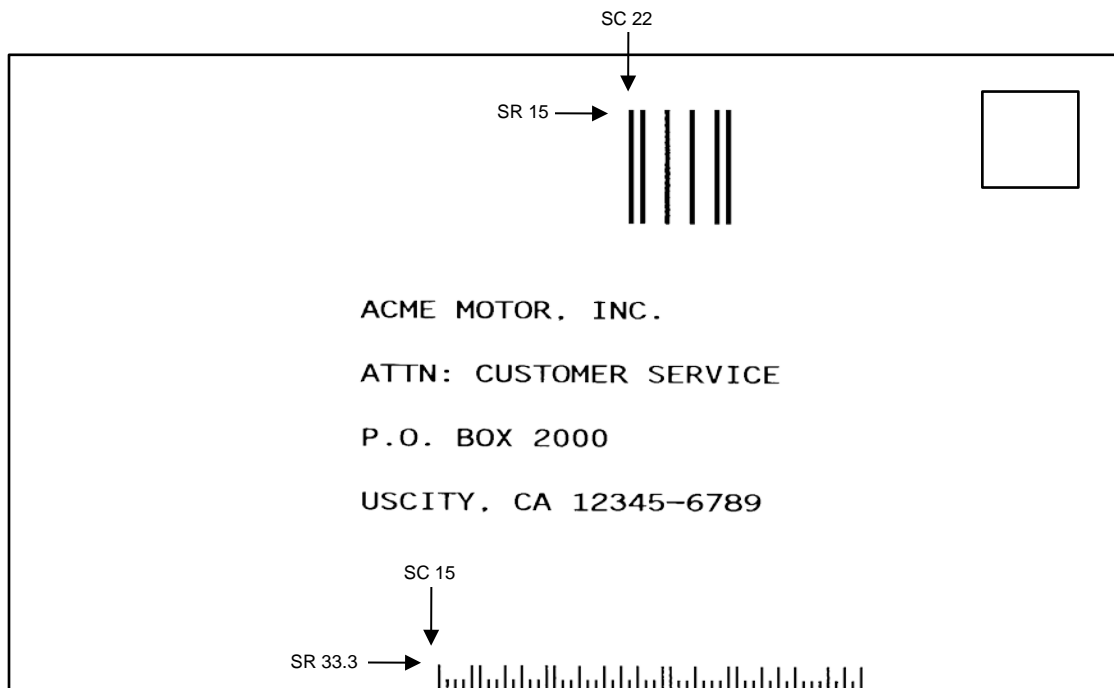 SC 22
SR 15
ACME MOTOR, INC.
ATTN: CUSTOMER SERVICE
P.O. BOX 2000
USCITY, CA 12345-6789
SC 15
SR 33.3